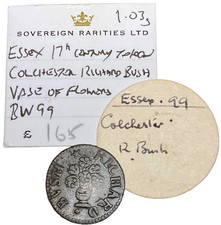 1.03g
SOVEREIGN RARITIES LTD
ESSEX 17th CENTURY TOKEN
COLCHESTER RICHARD BUSH
VASE OF FLOWERS
BW99
£ 165
Essex. 99
Colchester.
R Bush
RICHARD BUSH